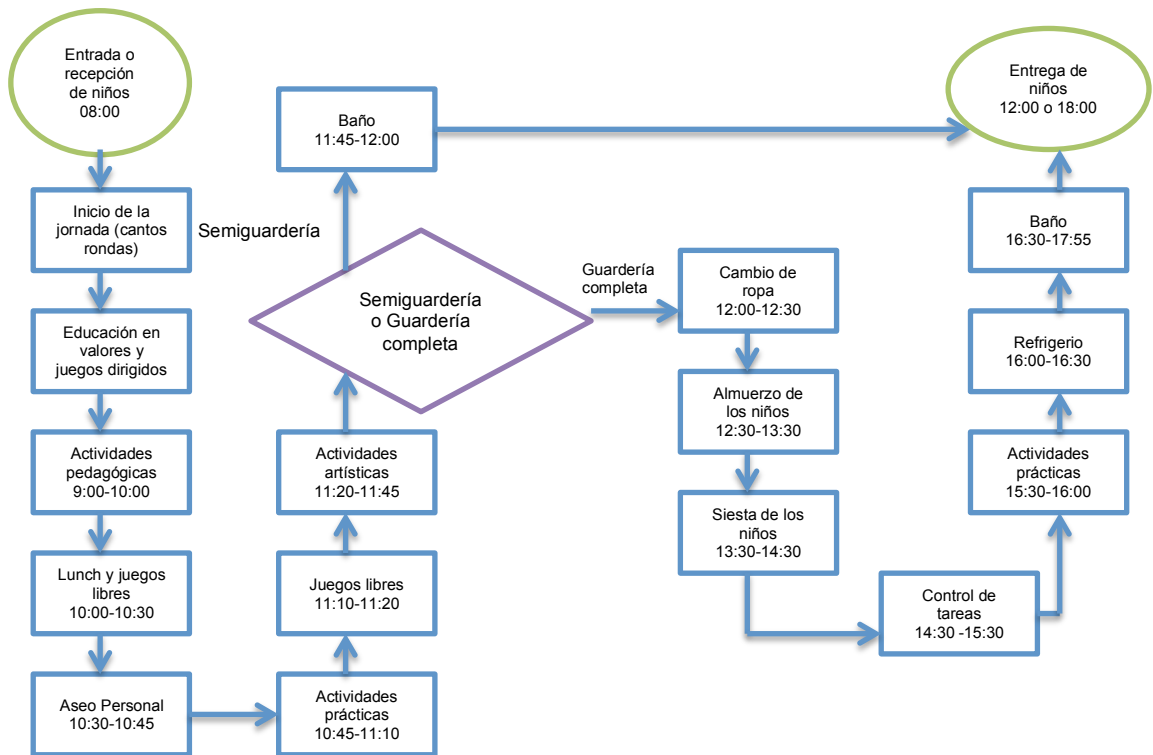 Entrada o
recepción
de niños
08:00
Inicio de la
jornada (cantos
rondas)
Educación en
valores y
juegos dirigidos
Actividades
pedagógicas
9:00-10:00
Lunch y juegos
libres
10:00-10:30
Aseo Personal
10:30-10:45
Actividades
prácticas
10:45-11:10
Juegos libres
11:10-11:20
Actividades
artísticas
11:20-11:45
Semiguardería
o Guardería
completa
Semiguardería
Baño
11:45-12:00
Guardería
completa
Cambio de
ropa
12:00-12:30
Almuerzo de
los niños
12:30-13:30
Siesta de los
niños
13:30-14:30
Control de
tareas
14:30 -15:30
Actividades
prácticas
15:30-16:00
Refrigerio
16:00-16:30
Baño
16:30-17:55
Entrega de
niños
12:00 o 18:00